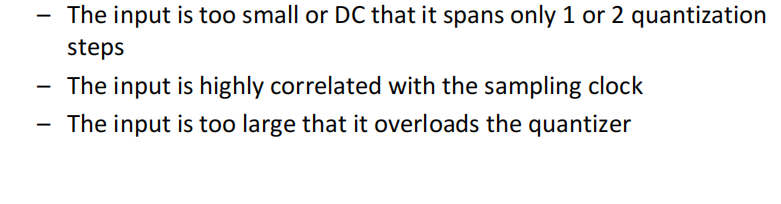 – The input is too small or DC that it spans only 1 or 2 quantization
steps
– The input is highly correlated with the sampling clock
– The input is too large that it overloads the quantizer